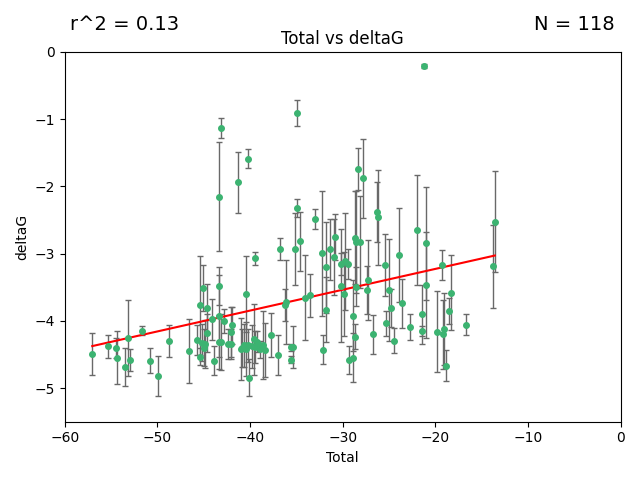 r^2 = 0.13
N = 118
Total vs deltaG
0
−1
−2
−3
−4
−5
deltaG
−60 −50 −40 −30 −20 −10 0
Total